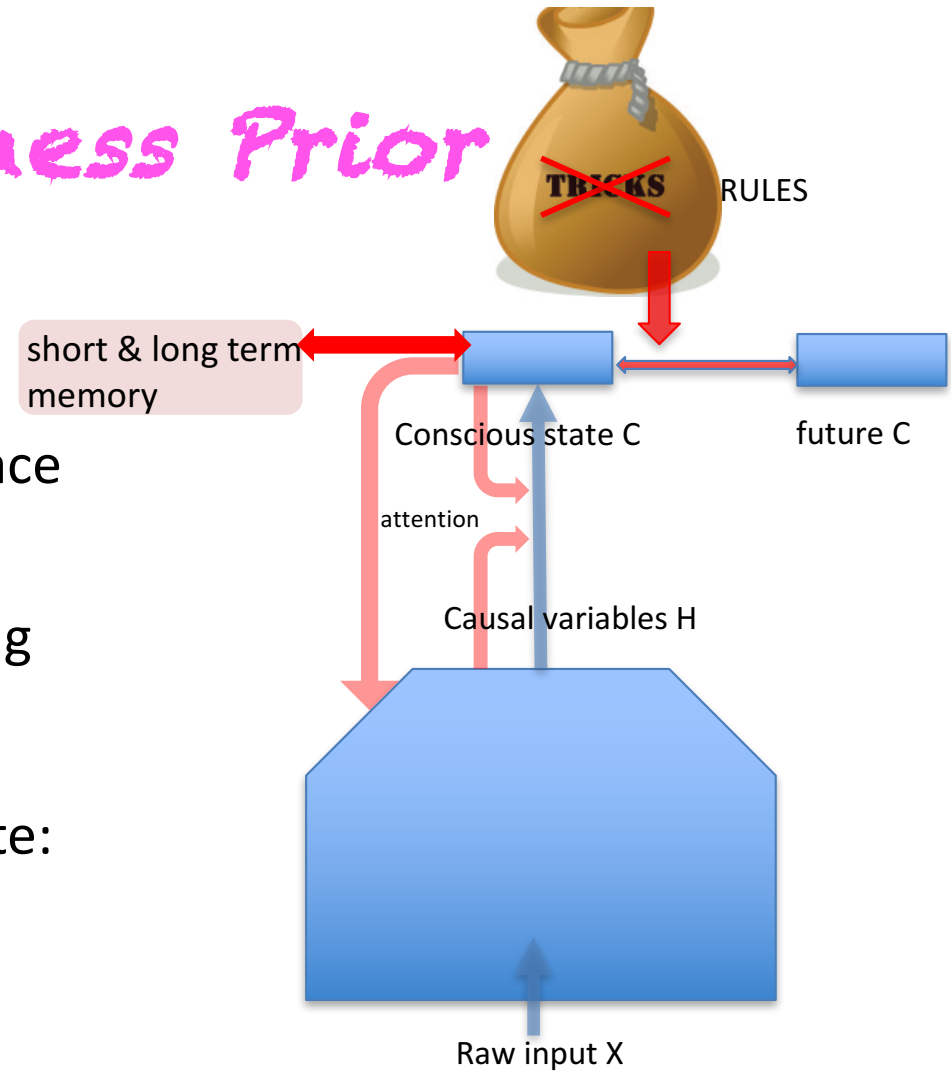 ness Prior
TRICKS
RULES
short & long term
memory
Conscious state C
future C
nce
attention
Causal variables H
g
te:
Raw input X